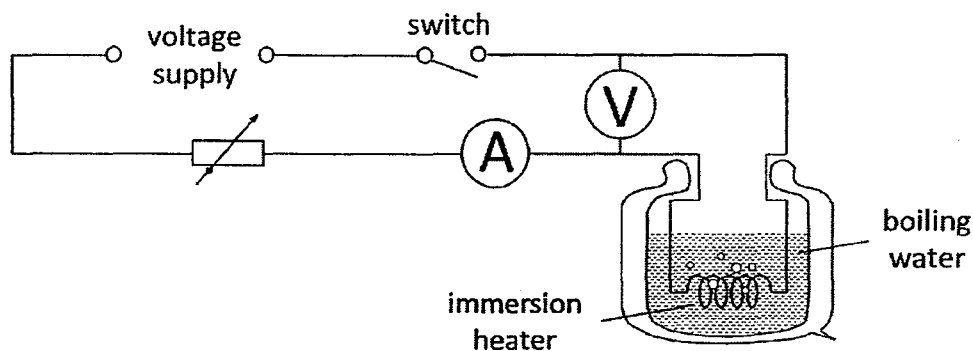 voltage
supply
switch
V
A
boiling
water
immersion
heater